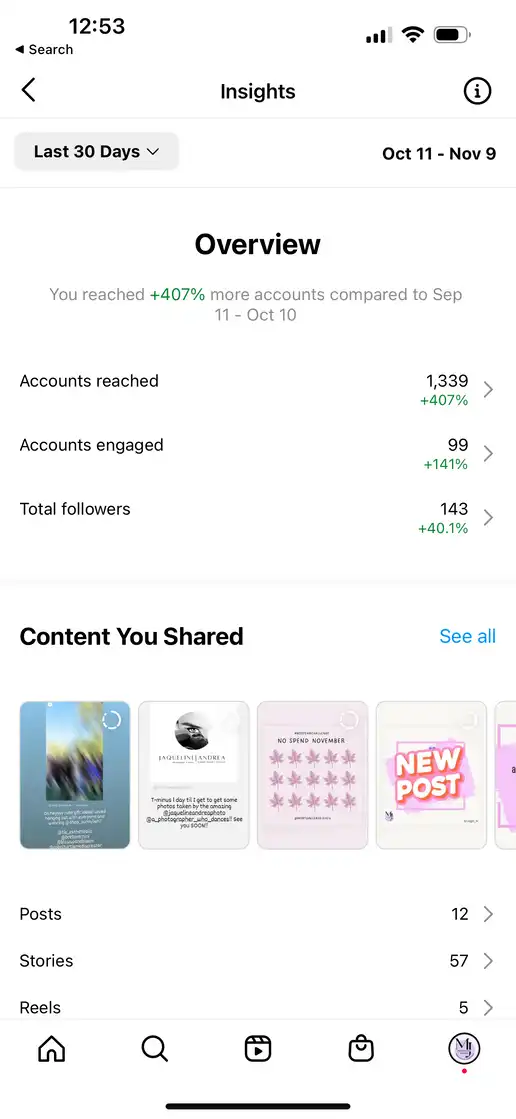 12:53
◀ Search
Insights
Last 30 Days
Oct 11 - Nov 9
Overview
You reached +407% more accounts compared to Sep
11 - Oct 10
Accounts reached
1,339
+407%
Accounts engaged
99
+141%
Total followers
143
+40.1%
Content You Shared
See all
JAQUELINE|ANDREA
T-minus 1 day til I get to get some
photos taken by the amazing
@jaquelineandreaphoto
@a_photographer_who_dances!! See
you SOON!!
NO SPEND NOVEMBER
NEW
POST
Posts
12
Stories
57
Reels
5
MJ